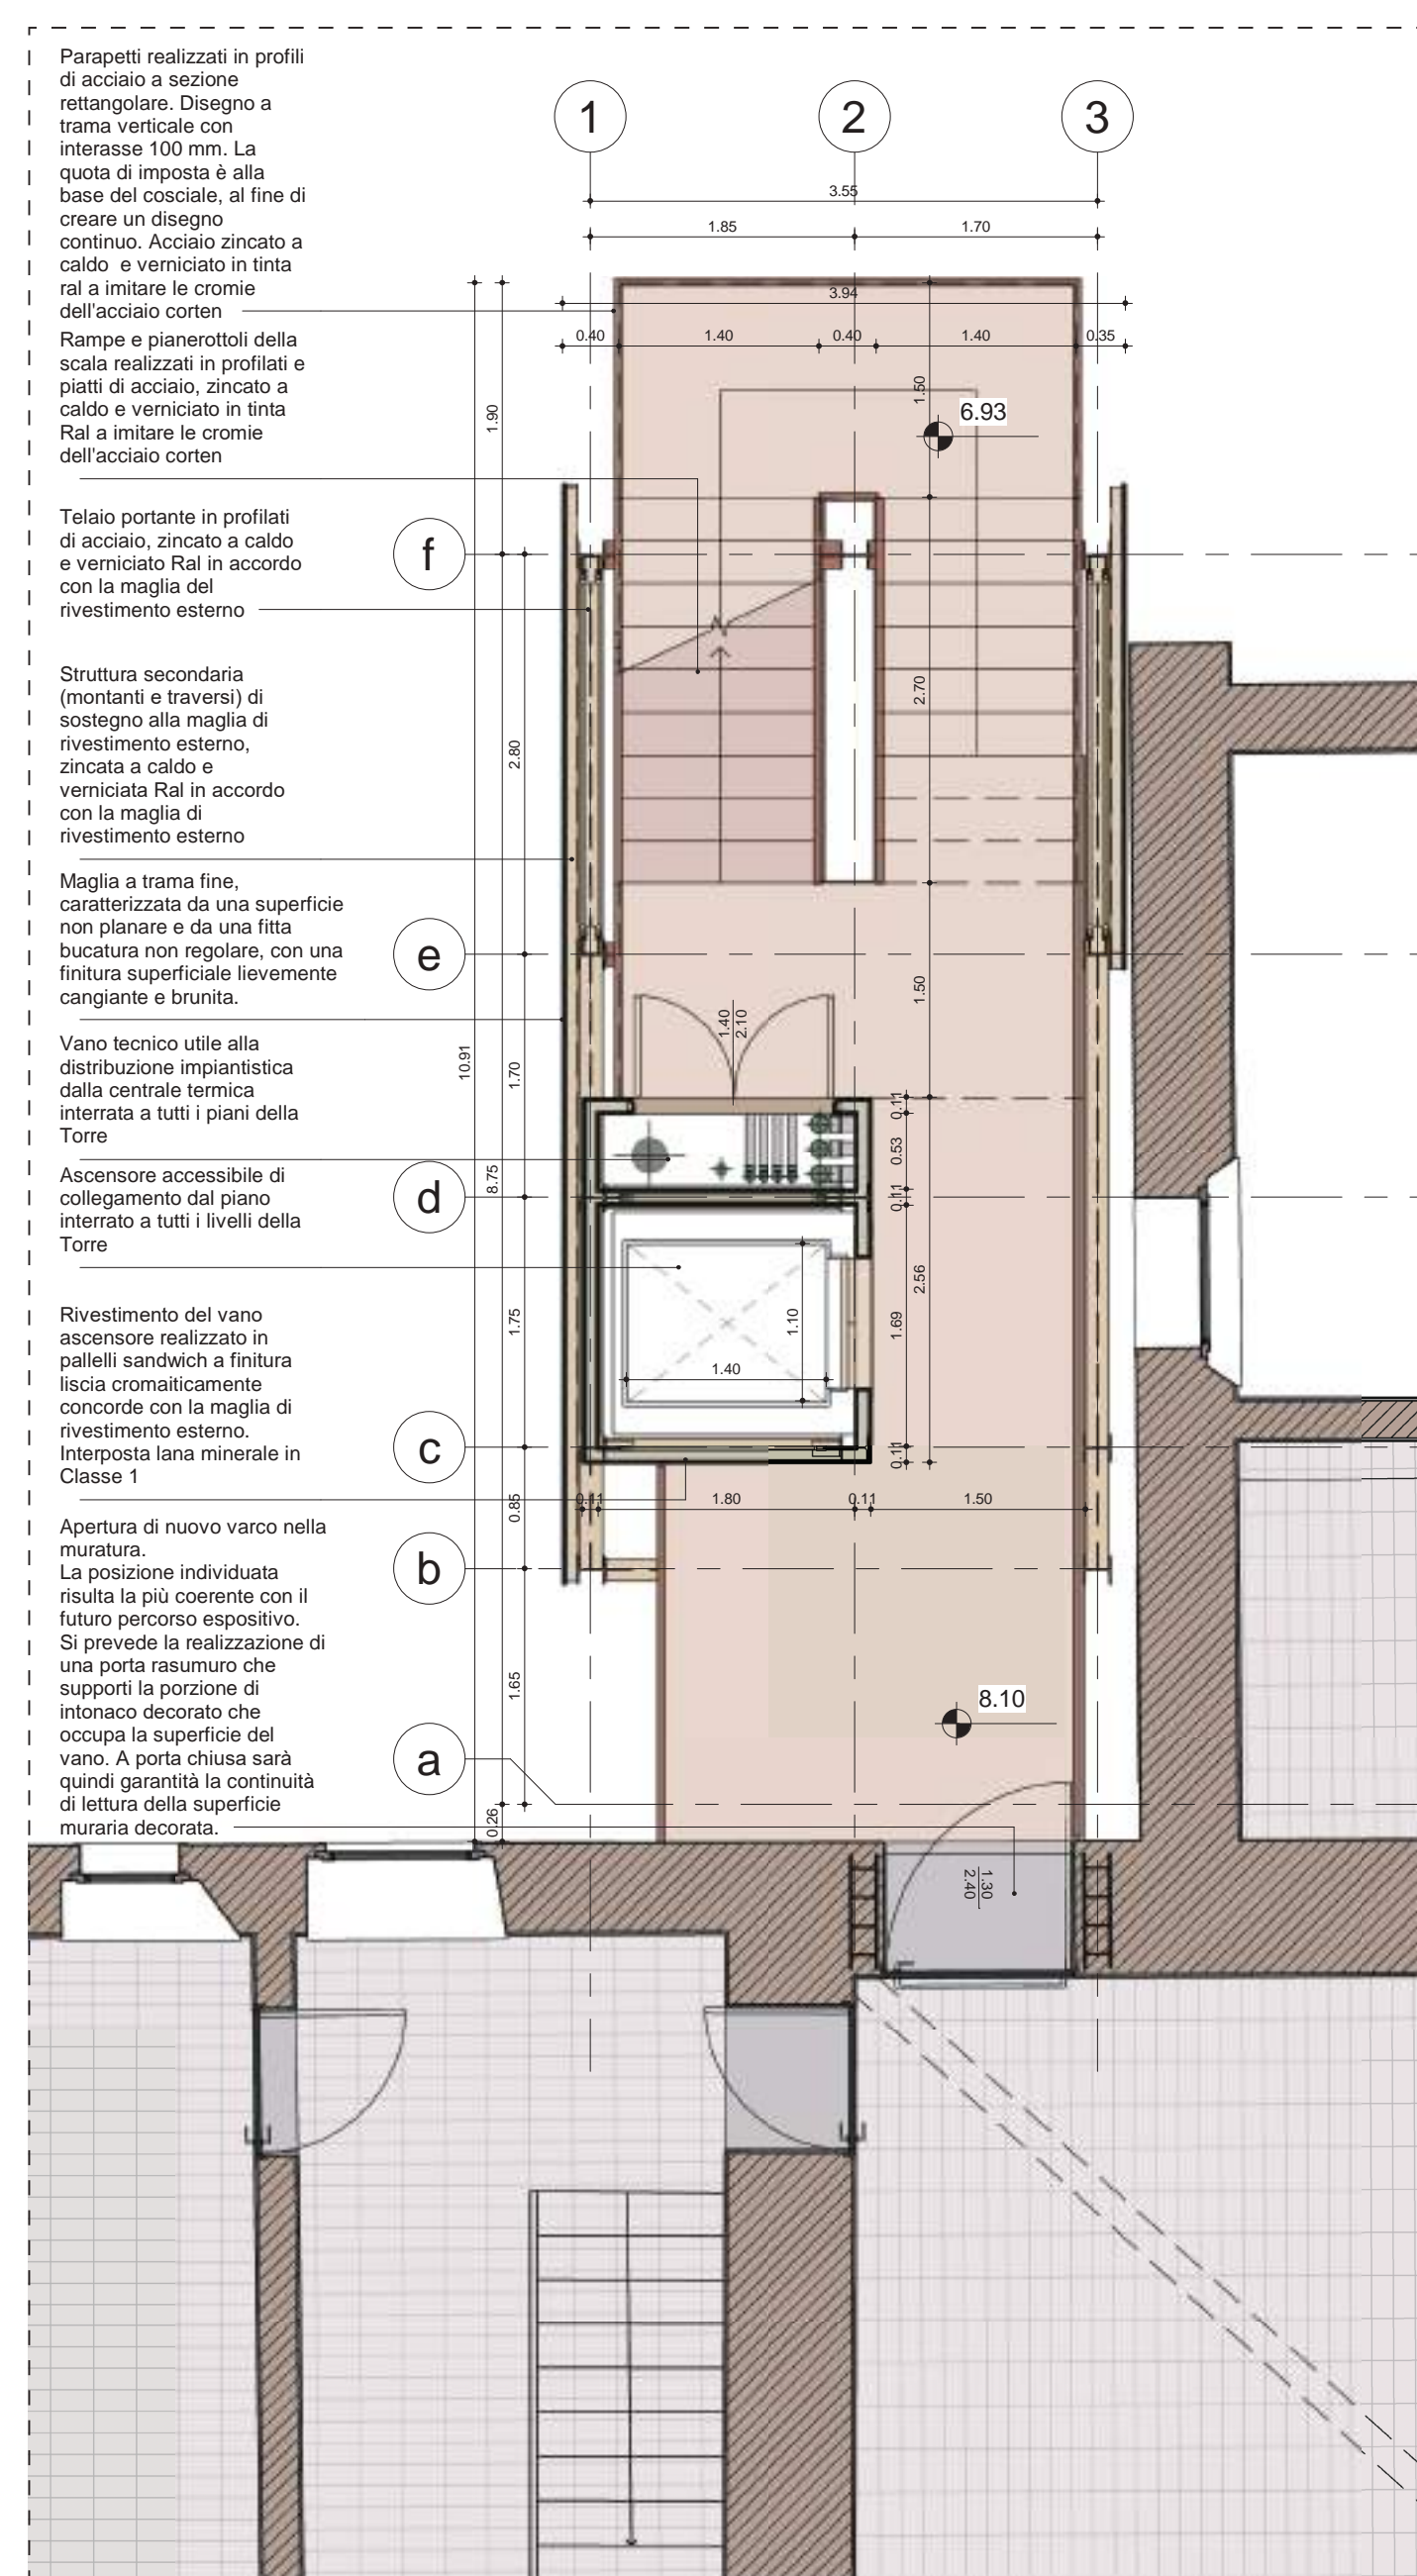 Parapetti realizzati in profili
di acciaio a sezione
rettangolare. Disegno a
trama verticale con
interasse 100 mm. La
quota di imposta è alla
base del cosciale, al fine di
creare un disegno
continuo. Acciaio zincato a
caldo  e verniciato in tinta
ral a imitare le cromie
dell'acciaio corten
Rampe e pianerottoli della
scala realizzati in profilati e
piatti di acciaio, zincato a
caldo e verniciato in tinta
Ral a imitare le cromie
dell'acciaio corten
Telaio portante in profilati
di acciaio, zincato a caldo
e verniciato Ral in accordo
con la maglia del
rivestimento esterno
Struttura secondaria
(montanti e traversi) di
sostegno alla maglia di
rivestimento esterno,
zincata a caldo e
verniciata Ral in accordo
con la maglia di
rivestimento esterno
Maglia a trama fine,
caratterizzata da una superficie
non planare e da una fitta
bucatura non regolare, con una
finitura superficiale lievemente
cangiante e brunita.
Vano tecnico utile alla
distribuzione impiantistica
dalla centrale termica
interrata a tutti i piani della
Torre
Ascensore accessibile di
collegamento dal piano
interrato a tutti i livelli della
Torre
Rivestimento del vano
ascensore realizzato in
pallelli sandwich a finitura
liscia cromaiticamente
concorde con la maglia di
rivestimento esterno.
Interposta lana minerale in
Classe 1
Apertura di nuovo varco nella
muratura.
La posizione individuata
risulta la più coerente con il
futuro percorso espositivo.
Si prevede la realizzazione di
una porta rasumuro che
supporti la porzione di
intonaco decorato che
occupa la superficie del
vano. A porta chiusa sarà
quindi garantità la continuità
di lettura della superficie
muraria decorata.
1
2
3
3.55
1.85
1.70
3.94
0.40
1.40
0.40
1.40
0.35
1.90
1.50
6.93
f
2.80
2.70
e
1.50
1.40
2.10
10.91
1.70
8.75
0.11
0.53
0.11
d
1.75
1.10
1.40
1.69
2.56
c
0.11
0.85
0.11
1.80
0.11
1.50
b
1.65
8.10
a
0.26
1.30
2.40